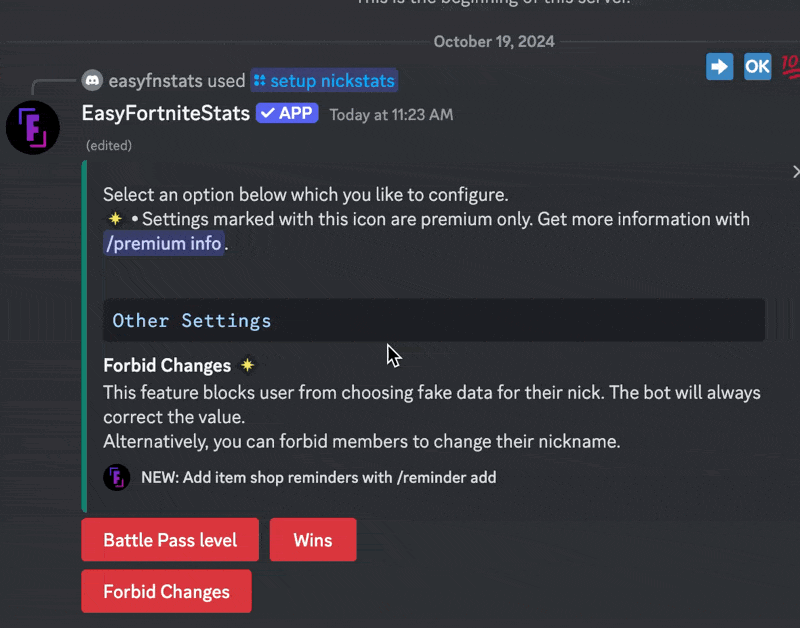 This is the beginning of this server.
October 19, 2024
easyfnstats used setup nickstats
OK
10
EasyFortniteStats ✓ APP Today at 11:23 AM
(edited)
Select an option below which you like to configure.
• Settings marked with this icon are premium only. Get more information with
/premium info.
Other Settings
Forbid Changes
This feature blocks user from choosing fake data for their nick. The bot will always
correct the value.
Alternatively, you can forbid members to change their nickname.
NEW: Add item shop reminders with /reminder add
Battle Pass level Wins
Forbid Changes